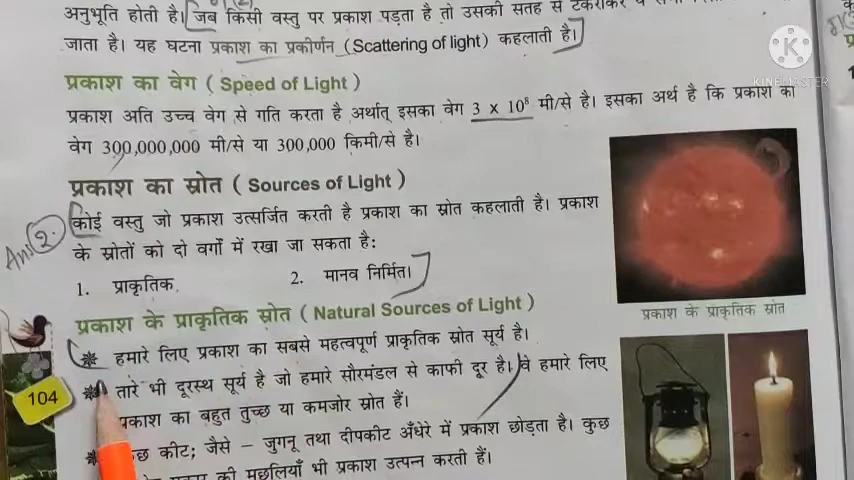 अनुभूति होती है। जब किसी वस्तु पर प्रकाश पड़ता है तो उसकी सतह से टकराकर
जाता है। यह घटना प्रकाश का प्रकीर्णन (Scattering of light) कहलाती है।
प्रकाश का वेग ( Speed of Light )
प्रकाश अति उच्च वेग से गति करता है अर्थात् इसका वेग 3 x 10⁸ मी/से है। इसका अर्थ है कि प्रकाश का
वेग 300,000,000 मी/से या 300,000 किमी/से है।
प्रकाश का स्रोत ( Sources of Light )
कोई वस्तु जो प्रकाश उत्सर्जित करती है प्रकाश का स्रोत कहलाती है। प्रकाश
के स्रोतों को दो वर्गों में रखा जा सकता है:
1. प्राकृतिक 2. मानव निर्मित।
Ans 2.
प्रकाश के प्राकृतिक स्रोत ( Natural Sources of Light )
हमारे लिए प्रकाश का सबसे महत्वपूर्ण प्राकृतिक स्रोत सूर्य है।
तारे भी दूरस्थ सूर्य है जो हमारे सौरमंडल से काफी दूर है। वे हमारे लिए
प्रकाश का बहुत तुच्छ या कमजोर स्रोत हैं।
कीट; जैसे – जुगनू तथा दीपकीट अँधेरे में प्रकाश छोड़ता है। कुछ
की मछलियाँ भी प्रकाश उत्पन्न करती हैं।
104
प्रकाश के प्राकृतिक स्रोत
KINEMASTER